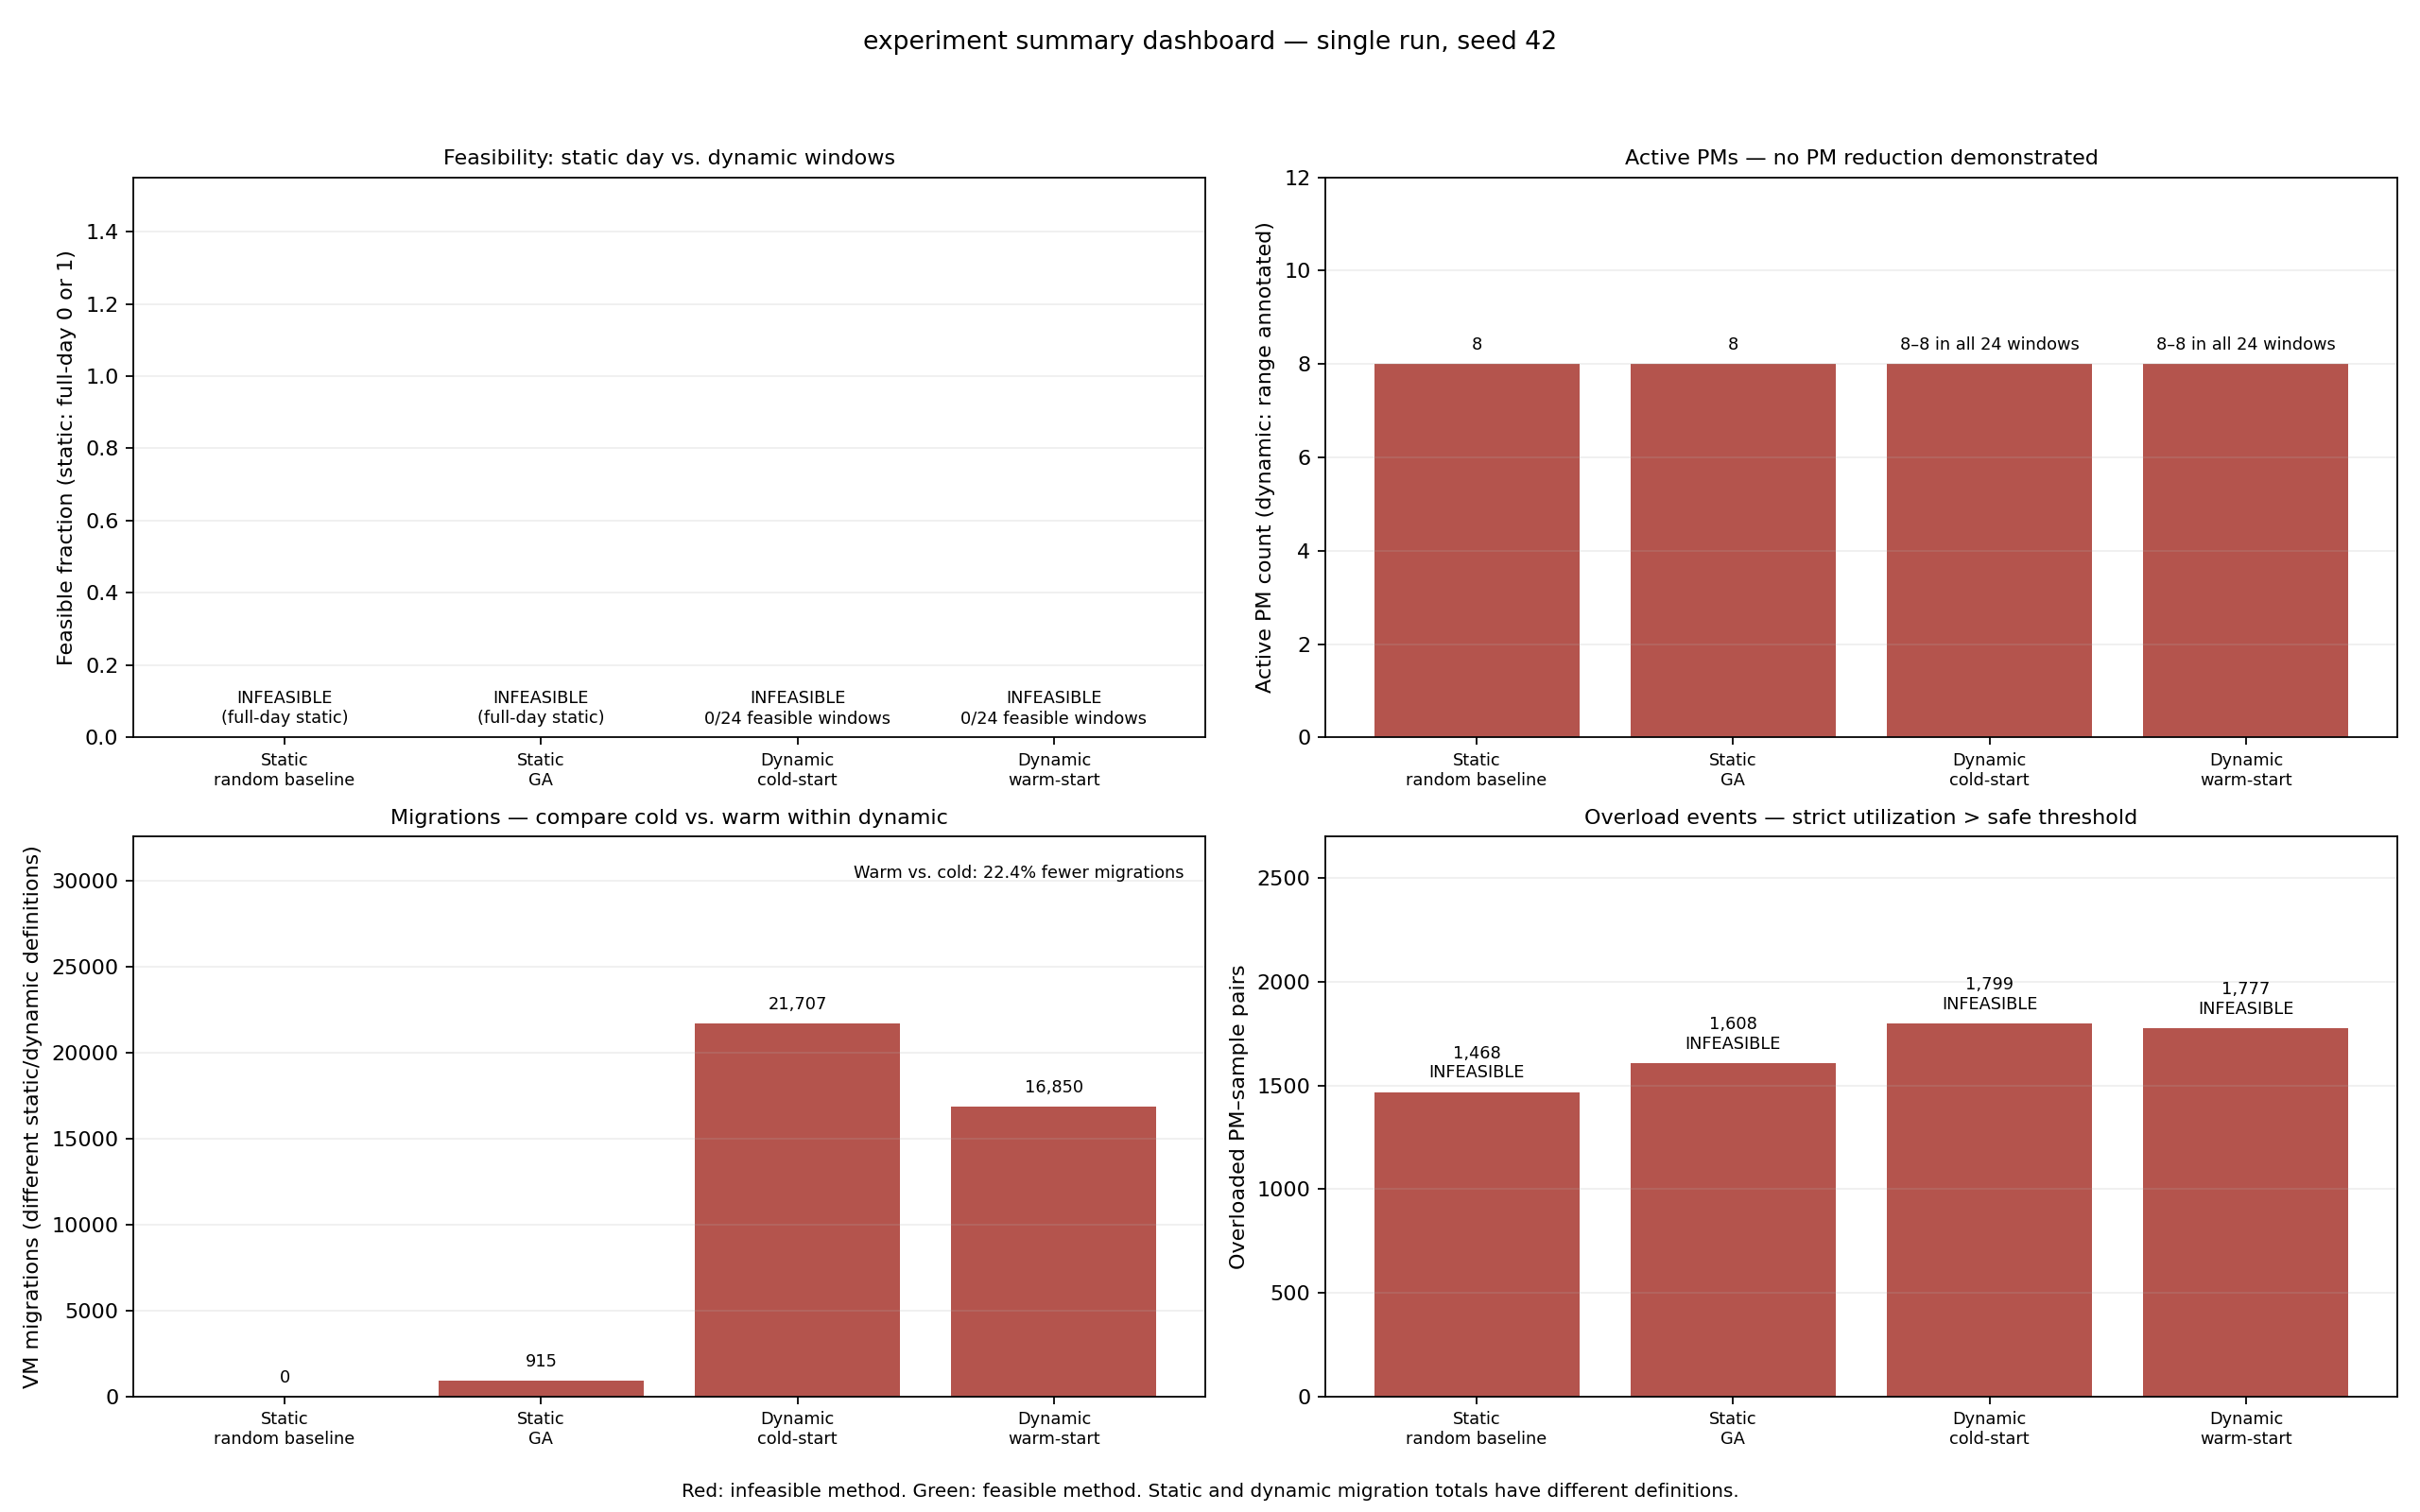 experiment summary dashboard — single run, seed 42
Feasibility: static day vs. dynamic windows
Feasible fraction (static: full-day 0 or 1)
1.4
1.2
1.0
0.8
0.6
0.4
0.2
0.0
INFEASIBLE
(full-day static)
INFEASIBLE
(full-day static)
INFEASIBLE
0/24 feasible windows
INFEASIBLE
0/24 feasible windows
Static
random baseline
Static
GA
Dynamic
cold-start
Dynamic
warm-start
Active PMs — no PM reduction demonstrated
Active PM count (dynamic: range annotated)
12
10
8
6
4
2
0
8
8
8–8 in all 24 windows
8–8 in all 24 windows
Static
random baseline
Static
GA
Dynamic
cold-start
Dynamic
warm-start
Migrations — compare cold vs. warm within dynamic
VM migrations (different static/dynamic definitions)
30000
25000
20000
15000
10000
5000
0
Warm vs. cold: 22.4% fewer migrations
0
915
21,707
16,850
Static
random baseline
Static
GA
Dynamic
cold-start
Dynamic
warm-start
Overload events — strict utilization > safe threshold
Overloaded PM–sample pairs
2500
2000
1500
1000
500
0
1,468
INFEASIBLE
1,608
INFEASIBLE
1,799
INFEASIBLE
1,777
INFEASIBLE
Static
random baseline
Static
GA
Dynamic
cold-start
Dynamic
warm-start
Red: infeasible method. Green: feasible method. Static and dynamic migration totals have different definitions.